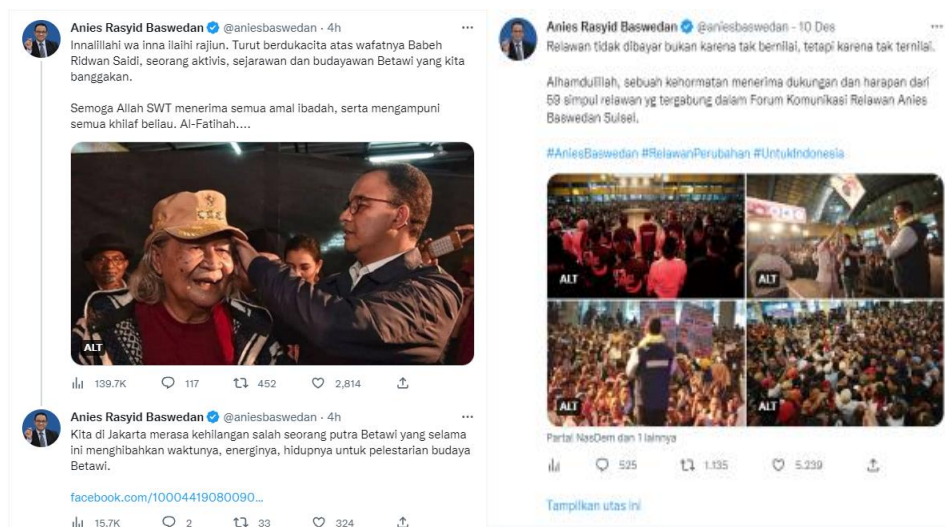 Anies Rasyid Baswedan @aniesbaswedan · 4h
Innalillahi wa inna ilaihi rajiun. Turut berdukacita atas wafatnya Babeh
Ridwan Saidi, seorang aktivis, sejarawan dan budayawan Betawi yang kita
banggakan.
Semoga Allah SWT menerima semua amal ibadah, serta mengampuni
semua khilaf beliau. Al-Fatihah....
ALT
139.7K 117 452 2,814
Anies Rasyid Baswedan @aniesbaswedan · 4h
Kita di Jakarta merasa kehilangan salah seorang putra Betawi yang selama
ini menghibahkan waktunya, energinya, hidupnya untuk pelestarian budaya
Betawi.
facebook.com/10004419080090...
15.7K 2 33 324
Anies Rasyid Baswedan @aniesbaswedan - 10 Des
Relawan tidak dibayar bukan karena tak bernilai, tetapi karena tak ternilai.
Alhamdulillah, sebuah kehormatan menerima dukungan dan harapan dari
59 simpul relawan yg tergabung dalam Forum Komunikasi Relawan Anies
Baswedan Sulsel.
#AniesBaswedan #RelawanPerubahan #UntukIndonesia
ALT
ALT
ALT
ALT
Partai NasDem dan 1 lainnya
525 1.135 5.239
Tampilkan utas ini